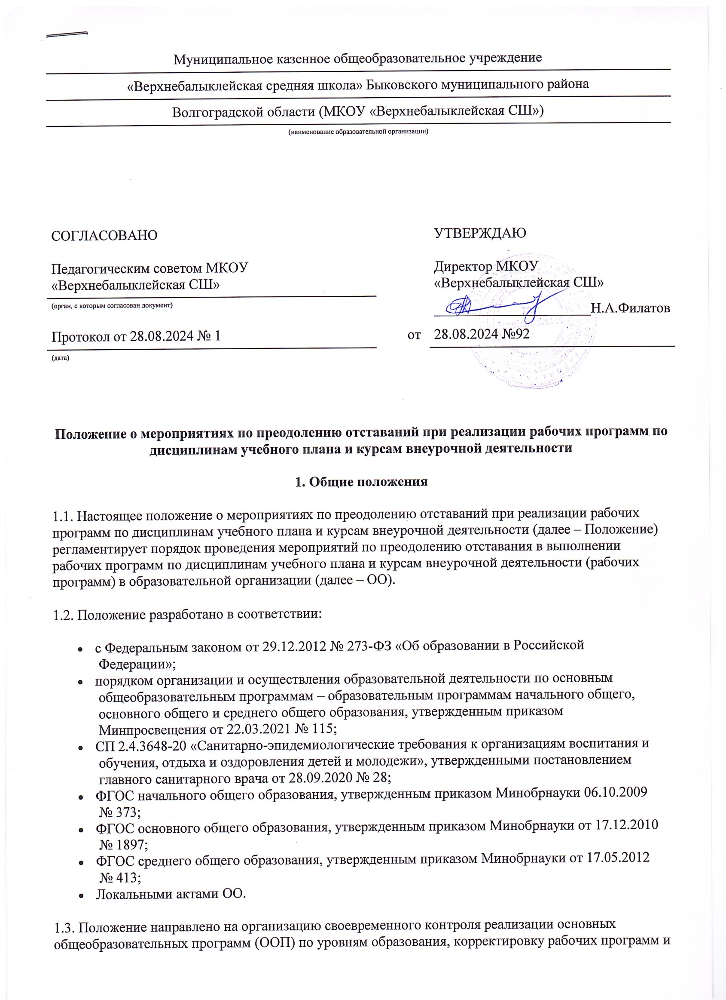 Муниципальное казенное общеобразовательное учреждение
«Верхнебалыклейская средняя школа» Быковского муниципального района
Волгоградской области (МКОУ «Верхнебалыклейская СШ»)
(наименование образовательной организации)
СОГЛАСОВАНО
Педагогическим советом МКОУ
«Верхнебалыклейская СШ»
(орган, с которым согласован документ)
Протокол от 28.08.2024 № 1
(дата)
УТВЕРЖДАЮ
Директор МКОУ
«Верхнебалыклейская СШ»
Н.А.Филатов
от 28.08.2024 №92
Положение о мероприятиях по преодолению отставаний при реализации рабочих программ по
дисциплинам учебного плана и курсам внеурочной деятельности
1. Общие положения
1.1. Настоящее положение о мероприятиях по преодолению отставаний при реализации рабочих
программ по дисциплинам учебного плана и курсам внеурочной деятельности (далее – Положение)
регламентирует порядок проведения мероприятий по преодолению отставания в выполнении
рабочих программ по дисциплинам учебного плана и курсам внеурочной деятельности (рабочих
программ) в образовательной организации (далее – ОО).
1.2. Положение разработано в соответствии:
• с Федеральным законом от 29.12.2012 № 273-ФЗ «Об образовании в Российской
Федерации»;
• порядком организации и осуществления образовательной деятельности по основным
общеобразовательным программам – образовательным программам начального общего,
основного общего и среднего общего образования, утвержденным приказом
Минпросвещения от 22.03.2021 № 115;
• СП 2.4.3648-20 «Санитарно-эпидемиологические требования к организациям воспитания и
обучения, отдыха и оздоровления детей и молодежи», утвержденными постановлением
главного санитарного врача от 28.09.2020 № 28;
• ФГОС начального общего образования, утвержденным приказом Минобрнауки 06.10.2009
№ 373;
• ФГОС основного общего образования, утвержденным приказом Минобрнауки от 17.12.2010
№ 1897;
• ФГОС среднего общего образования, утвержденным приказом Минобрнауки от 17.05.2012
№ 413;
• Локальными актами ОО.
1.3. Положение направлено на организацию своевременного контроля реализации основных
общеобразовательных программ (ООП) по уровням образования, корректировку рабочих программ и